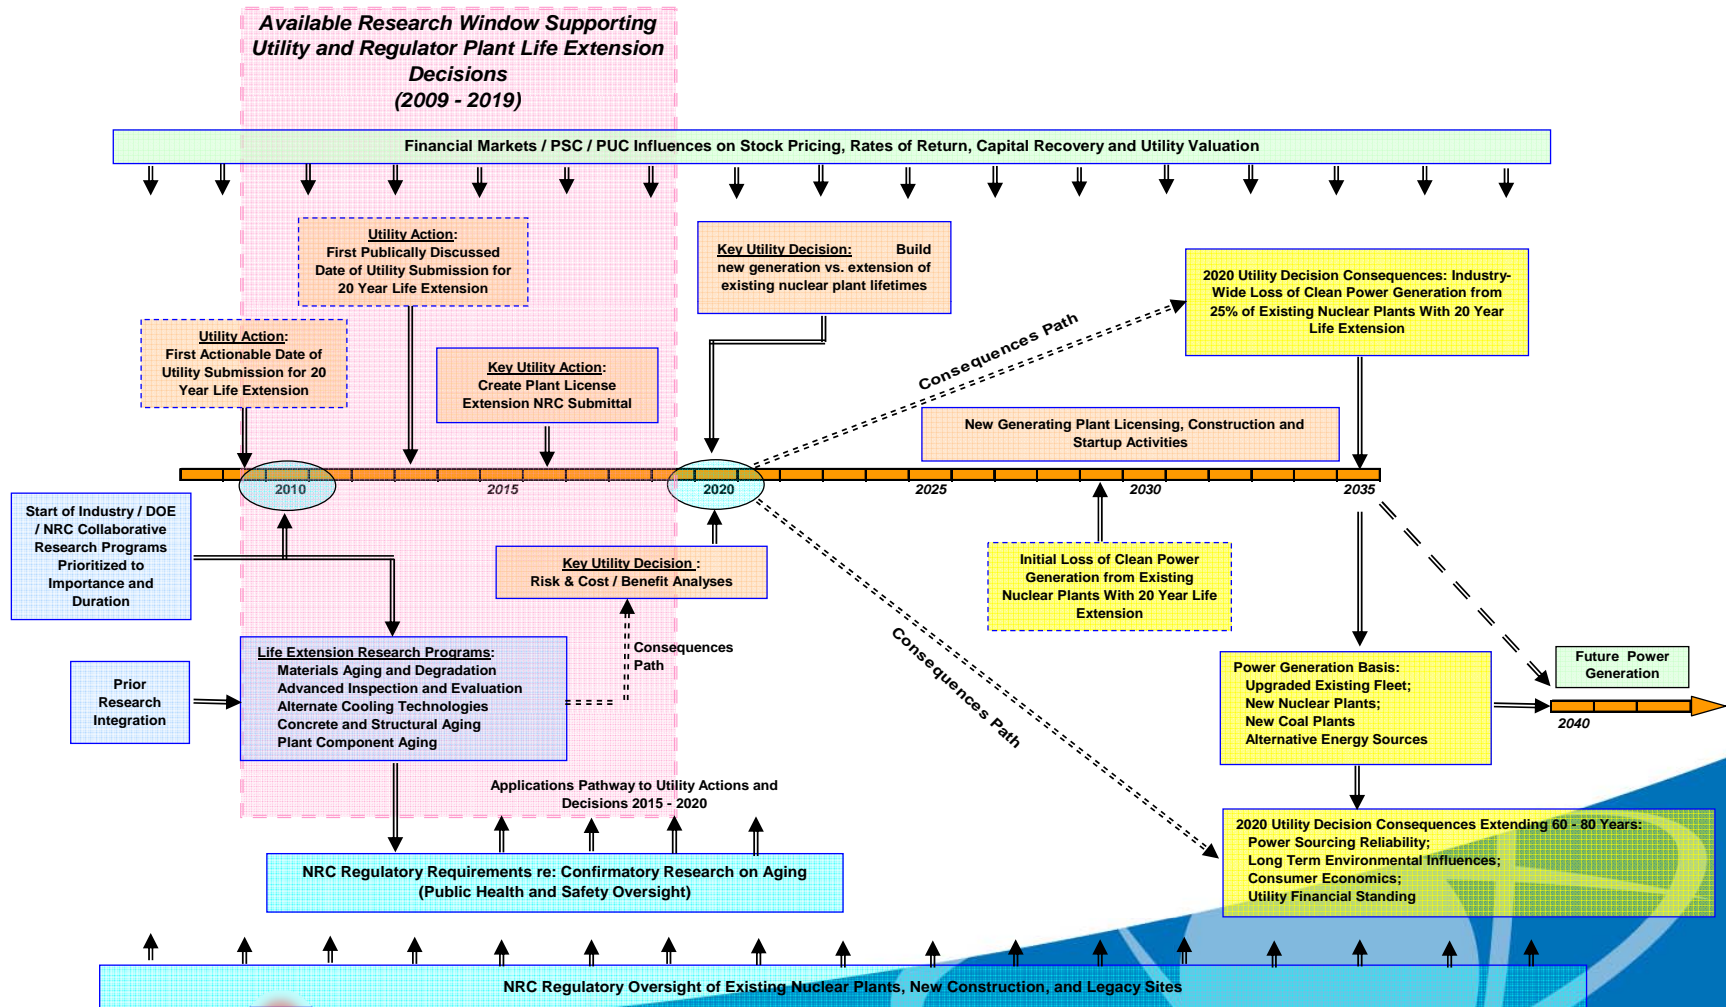 Available Research Window Supporting
Utility and Regulator Plant Life Extension
Decisions
(2009 - 2019)
Financial Markets / PSC / PUC Influences on Stock Pricing, Rates of Return, Capital Recovery and Utility Valuation
Utility Action:
First Publically Discussed
Date of Utility Submission for
20 Year Life Extension
Key Utility Decision: Build
new generation vs. extension of
existing nuclear plant lifetimes
2020 Utility Decision Consequences: Industry-
Wide Loss of Clean Power Generation from
25% of Existing Nuclear Plants With 20 Year
Life Extension
Utility Action:
First Actionable Date of
Utility Submission for 20
Year Life Extension
Key Utility Action:
Create Plant License
Extension NRC Submittal
Consequences Path
New Generating Plant Licensing, Construction and
Startup Activities
2010
2015
2020
2025
2030
2035
Start of Industry / DOE
/ NRC Collaborative
Research Programs
Prioritized to
Importance and
Duration
Key Utility Decision :
Risk & Cost / Benefit Analyses
Initial Loss of Clean Power
Generation from Existing
Nuclear Plants With 20 Year Life
Extension
Consequences
Path
Consequences Path
Life Extension Research Programs:
Materials Aging and Degradation
Advanced Inspection and Evaluation
Alternate Cooling Technologies
Concrete and Structural Aging
Plant Component Aging
Prior
Research
Integration
Power Generation Basis:
Upgraded Existing Fleet;
New Nuclear Plants;
New Coal Plants
Alternative Energy Sources
Future Power
Generation
2040
Applications Pathway to Utility Actions and
Decisions 2015 - 2020
2020 Utility Decision Consequences Extending 60 - 80 Years:
Power Sourcing Reliability;
Long Term Environmental Influences;
Consumer Economics;
Utility Financial Standing
NRC Regulatory Requirements re: Confirmatory Research on Aging
(Public Health and Safety Oversight)
NRC Regulatory Oversight of Existing Nuclear Plants, New Construction, and Legacy Sites